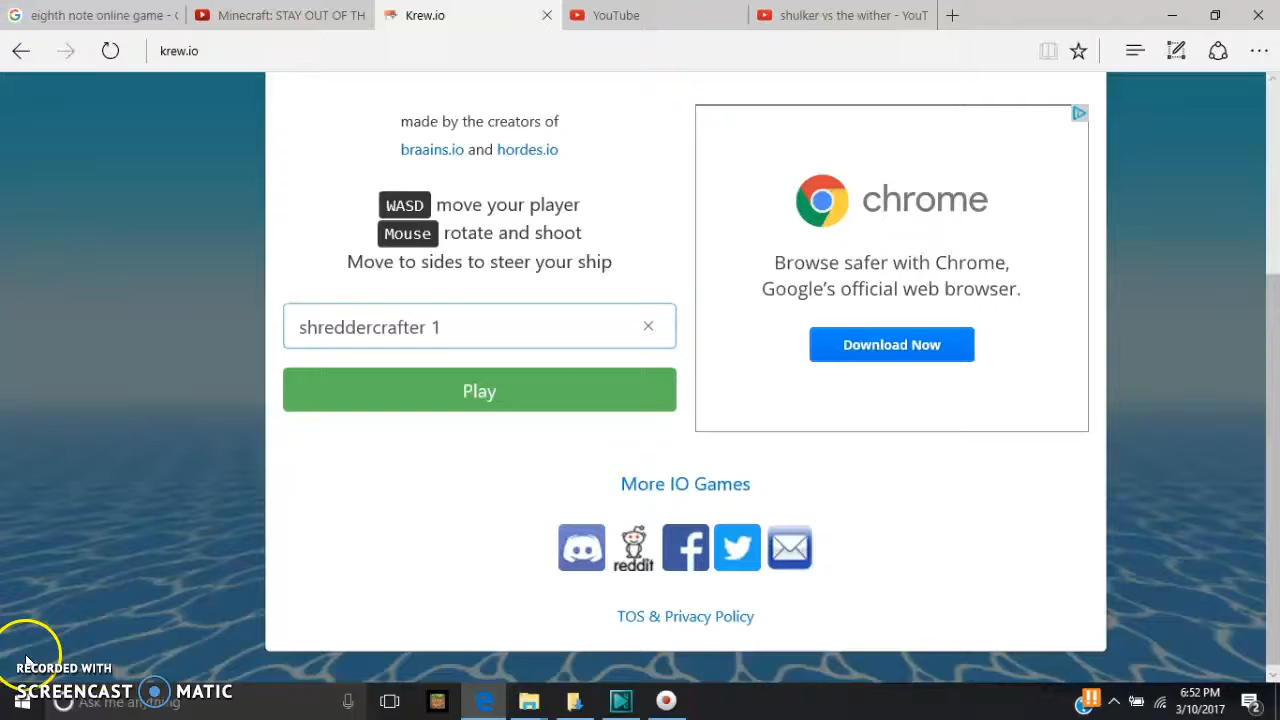 eighth note online game - G
Minecraft: STAY OUT OF TH
Krew.io
YouTube
shulker vs the wither - YouT
krew.io
made by the creators of
braains.io and hordes.io
WASD move your player
Mouse rotate and shoot
Move to sides to steer your ship
shreddercrafter 1
Play
chrome
Browse safer with Chrome,
Google's official web browser.
Download Now
More IO Games
reddit
TOS & Privacy Policy
RECORDED WITH
SCREENCAST MATIC
Ask me anything
6:52 PM
3/10/2017
2